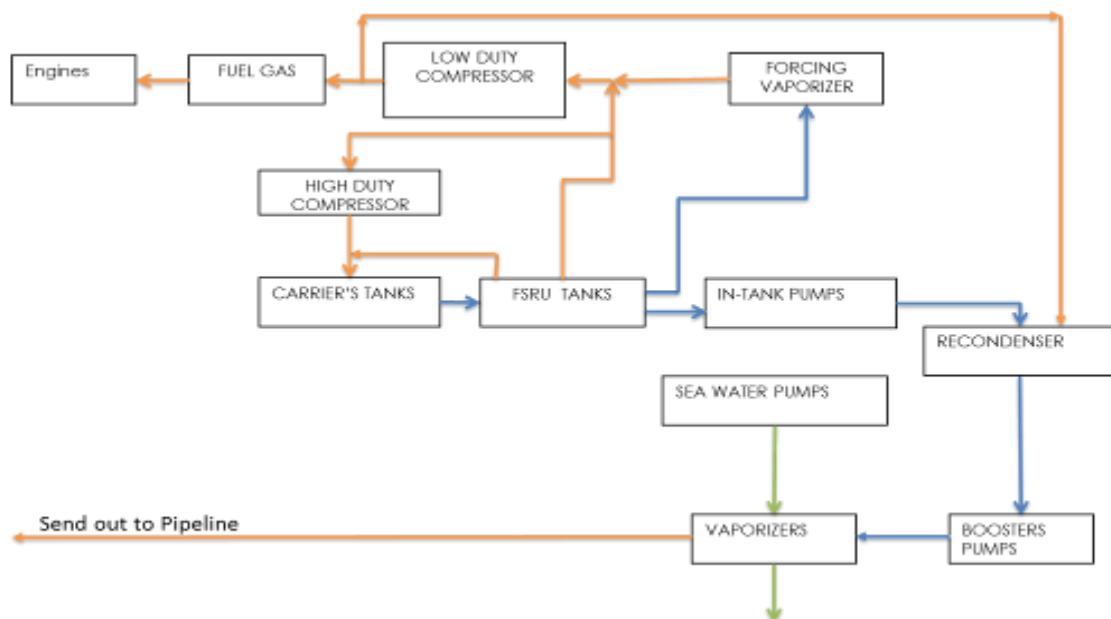 Engines
FUEL GAS
LOW DUTY
COMPRESSOR
FORCING
VAPORIZER
HIGH DUTY
COMPRESSOR
CARRIER'S TANKS
FSRU TANKS
IN-TANK PUMPS
RECONDENSER
SEA WATER PUMPS
Send out to Pipeline
VAPORIZERS
BOOSTERS
PUMPS